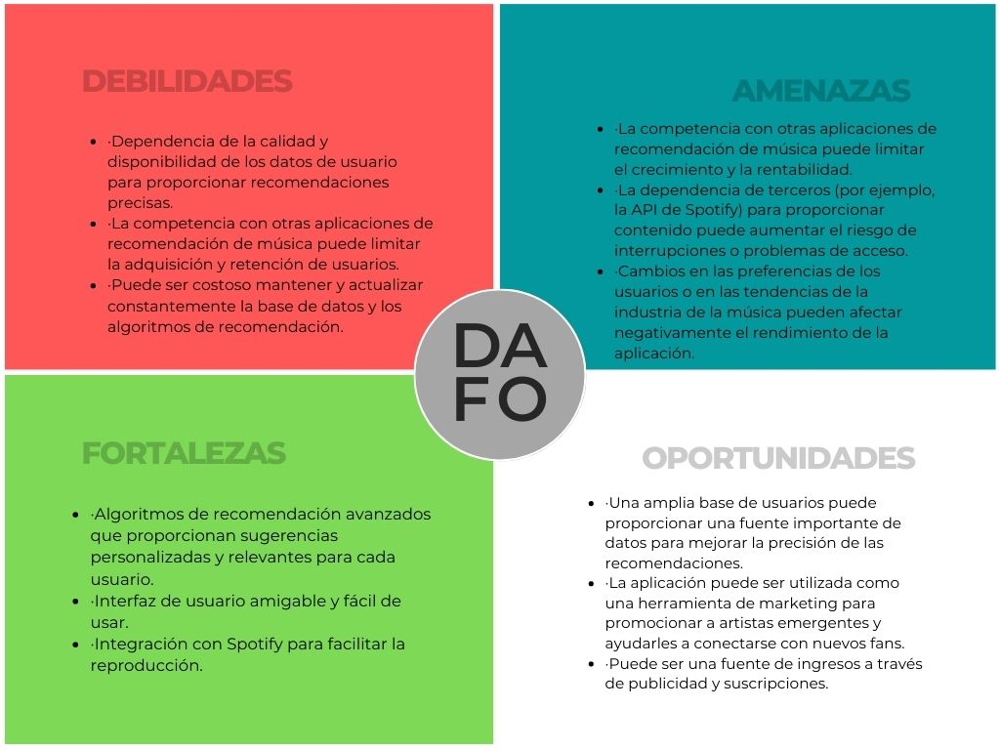 DEBILIDADES
• ·Dependencia de la calidad y
disponibilidad de los datos de usuario
para proporcionar recomendaciones
precisas.
• ·La competencia con otras aplicaciones de
recomendación de música puede limitar
la adquisición y retención de usuarios.
• ·Puede ser costoso mantener y actualizar
constantemente la base de datos y los
algoritmos de recomendación.
AMENAZAS
• ·La competencia con otras aplicaciones de
recomendación de música puede limitar
el crecimiento y la rentabilidad.
• ·La dependencia de terceros (por ejemplo,
la API de Spotify) para proporcionar
contenido puede aumentar el riesgo de
interrupciones o problemas de acceso.
• ·Cambios en las preferencias de los
usuarios o en las tendencias de la
industria de la música pueden afectar
negativamente el rendimiento de la
aplicación.
DA
FO
FORTALEZAS
• ·Algoritmos de recomendación avanzados
que proporcionan sugerencias
personalizadas y relevantes para cada
usuario.
• ·Interfaz de usuario amigable y fácil de
usar.
• ·Integración con Spotify para facilitar la
reproducción.
OPORTUNIDADES
• ·Una amplia base de usuarios puede
proporcionar una fuente importante de
datos para mejorar la precisión de las
recomendaciones.
• ·La aplicación puede ser utilizada como
una herramienta de marketing para
promocionar a artistas emergentes y
ayudarles a conectarse con nuevos fans.
• ·Puede ser una fuente de ingresos a través
de publicidad y suscripciones.